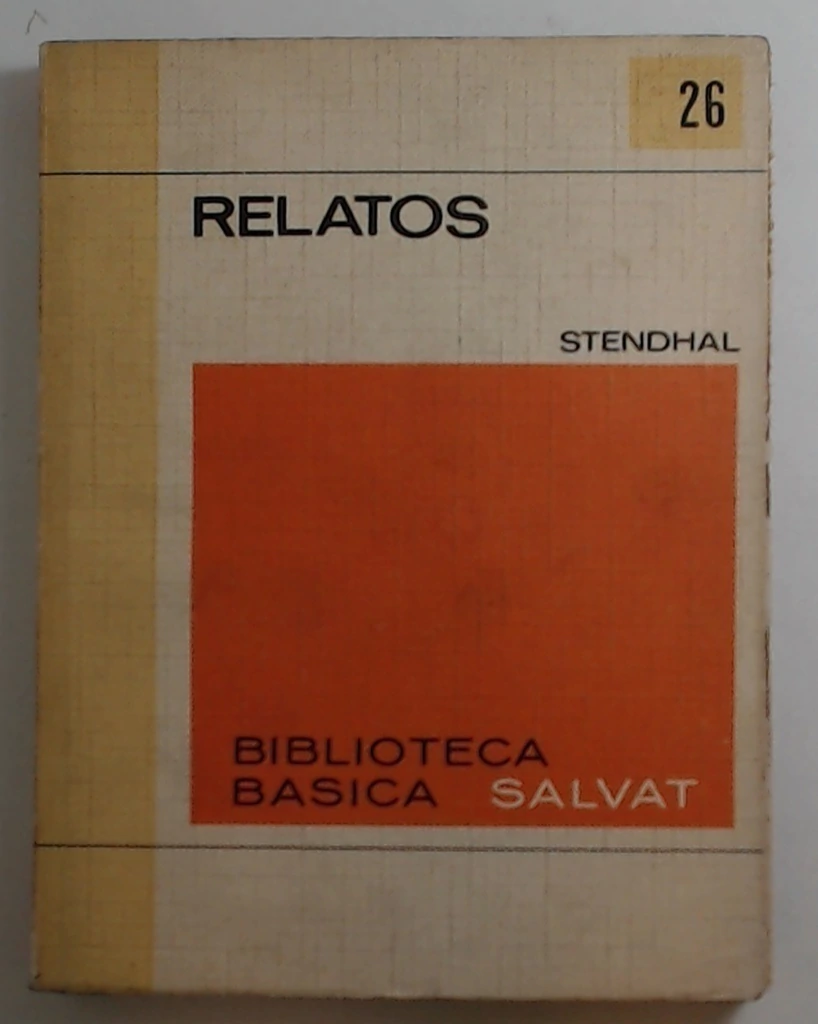 26
RELATOS
STENDHAL
BIBLIOTECA
BASICA SALVAT